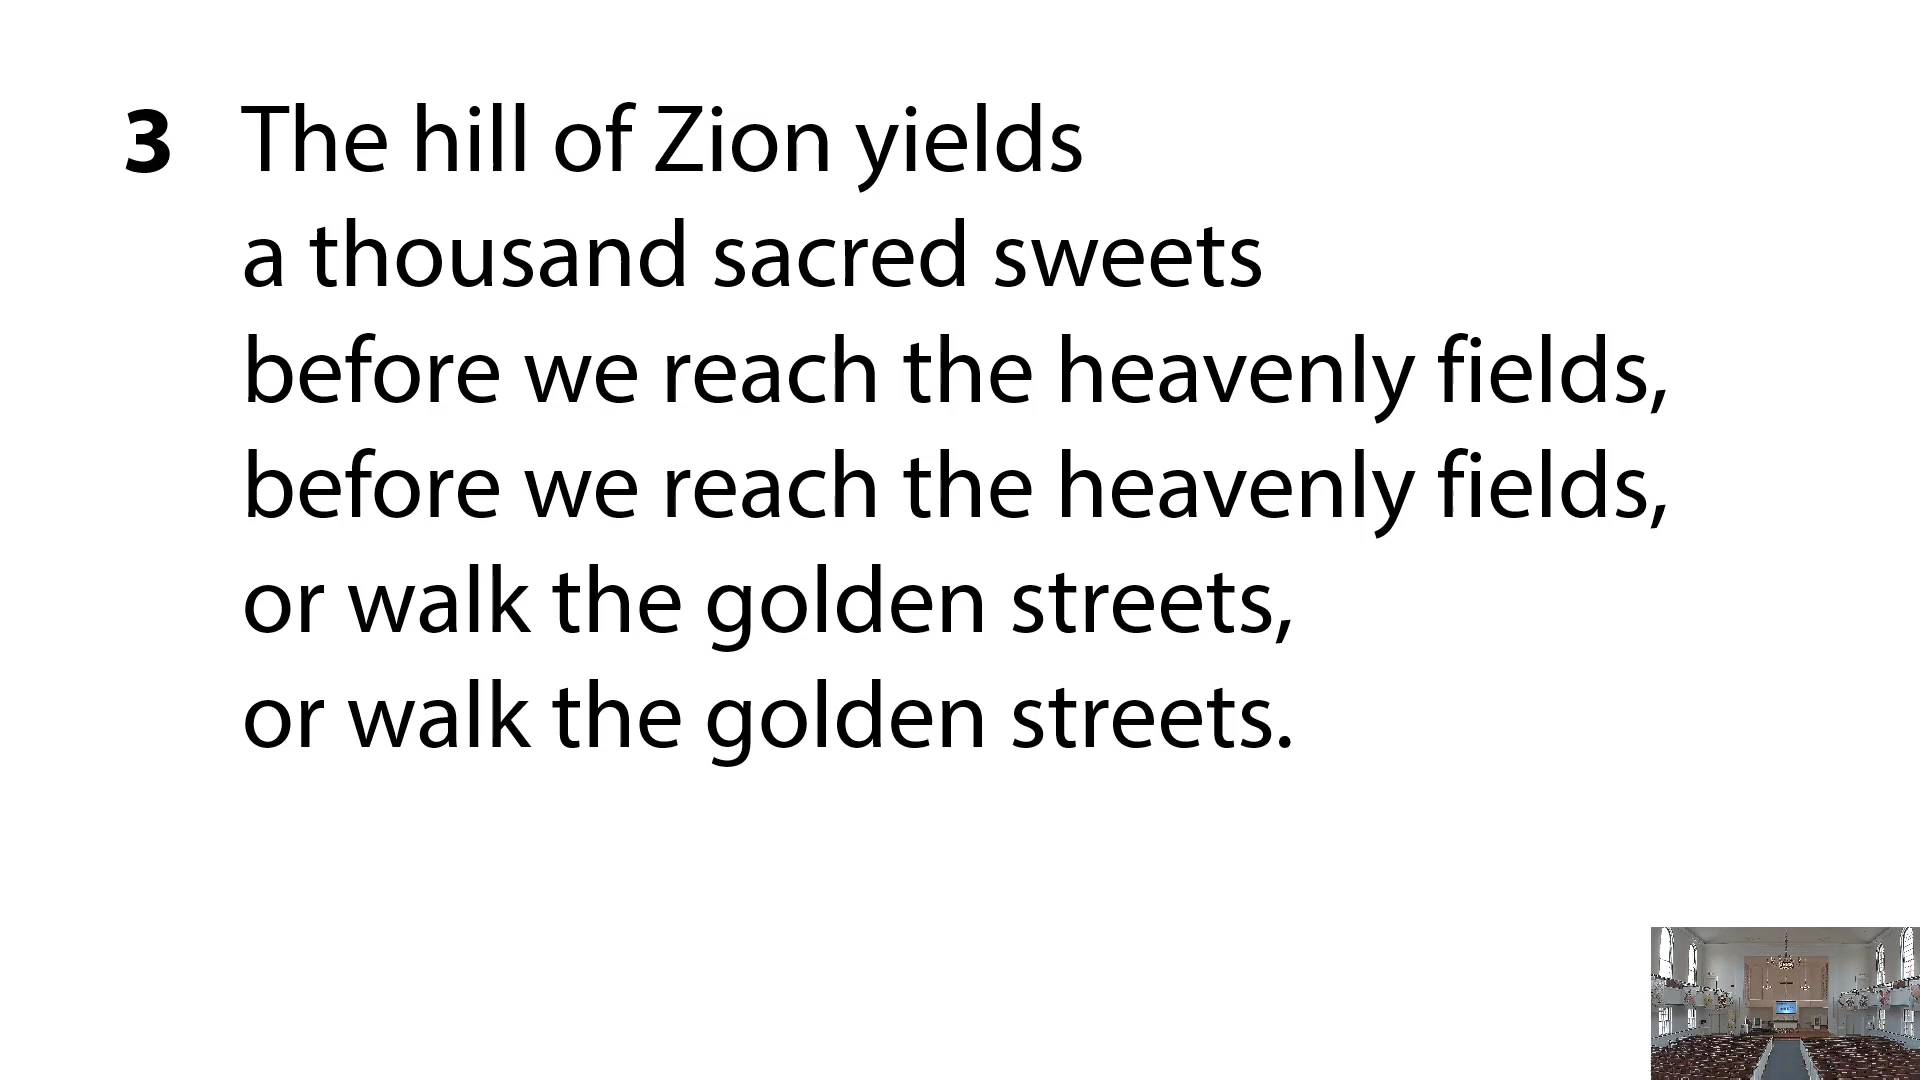 3 The hill of Zion yields
a thousand sacred sweets
before we reach the heavenly fields,
before we reach the heavenly fields,
or walk the golden streets,
or walk the golden streets.